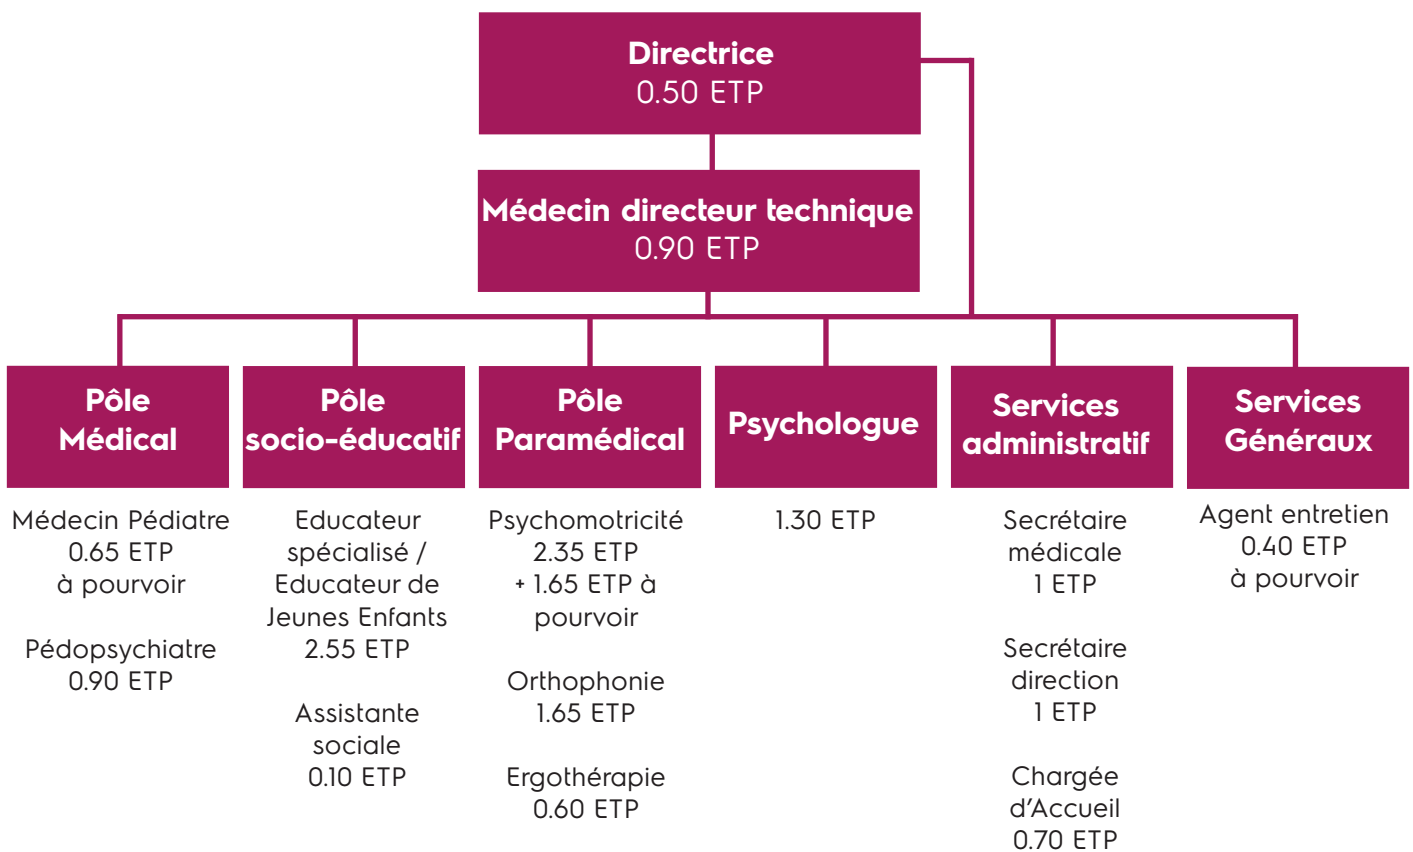 Directrice
0.50 ETP
Médecin directeur technique
0.90 ETP
Pôle
Médical
Médecin Pédiatre
0.65 ETP
à pourvoir
Pédopsychiatre
0.90 ETP
Pôle
socio-éducatif
Educateur
spécialisé /
Educateur de
Jeunes Enfants
2.55 ETP
Assistante
sociale
0.10 ETP
Pôle
Paramédical
Psychomotricité
2.35 ETP
+ 1.65 ETP à
pourvoir
Orthophonie
1.65 ETP
Ergothérapie
0.60 ETP
Psychologue
1.30 ETP
Services
administratif
Secrétaire
médicale
1 ETP
Secrétaire
direction
1 ETP
Chargée
d'Accueil
0.70 ETP
Services
Généraux
Agent entretien
0.40 ETP
à pourvoir